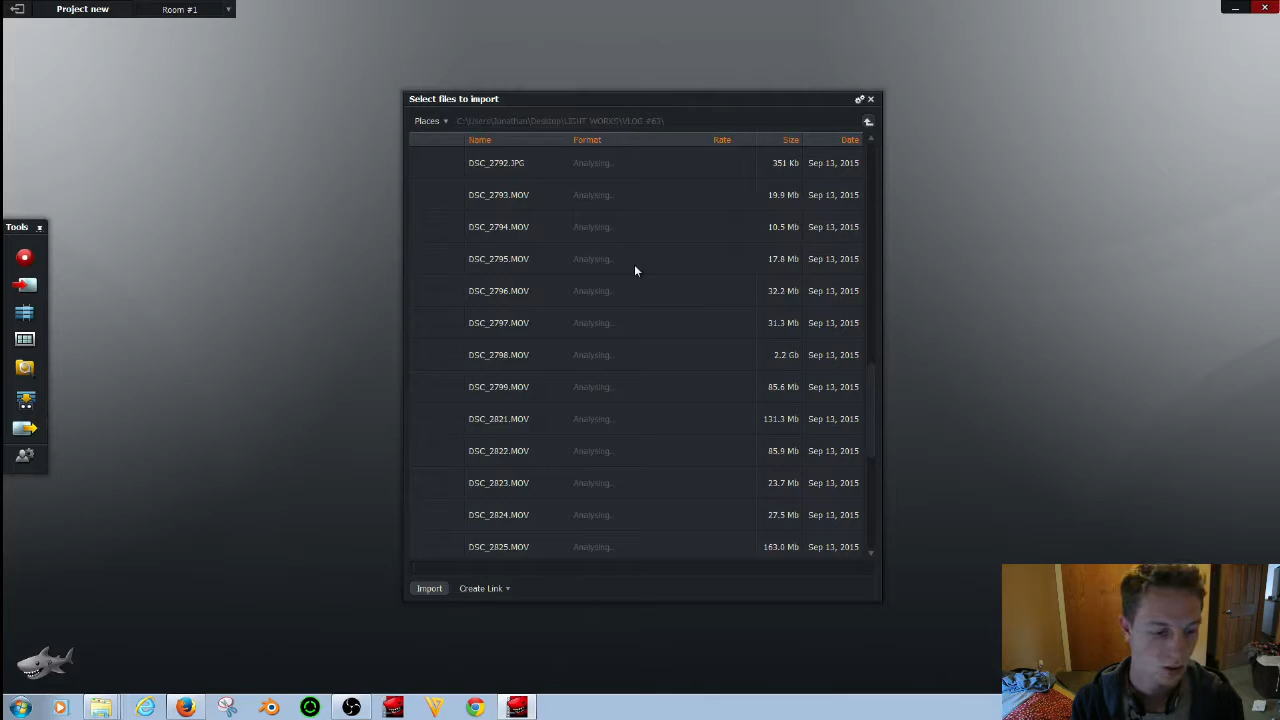 Project new
Room #1
Select files to import
Places
C:\Users\Junathan\Desktop\LIGHT WORKS\VLOG #63\
Name Format Rate Size Date
DSC_2792.JPG Analysing.. 351 Kb Sep 13, 2015
DSC_2793.MOV Analysing.. 19.9 Mb Sep 13, 2015
DSC_2794.MOV Analysing.. 10.5 Mb Sep 13, 2015
DSC_2795.MOV Analysing.. 17.8 Mb Sep 13, 2015
DSC_2796.MOV Analysing.. 32.2 Mb Sep 13, 2015
DSC_2797.MOV Analysing.. 31.3 Mb Sep 13, 2015
DSC_2798.MOV Analysing.. 2.2 Gb Sep 13, 2015
DSC_2799.MOV Analysing.. 85.6 Mb Sep 13, 2015
DSC_2821.MOV Analysing.. 131.3 Mb Sep 13, 2015
DSC_2822.MOV Analysing.. 85.9 Mb Sep 13, 2015
DSC_2823.MOV Analysing.. 23.7 Mb Sep 13, 2015
DSC_2824.MOV Analysing.. 27.5 Mb Sep 13, 2015
DSC_2825.MOV Analysing.. 163.0 Mb Sep 13, 2015
Import Create Link
Tools